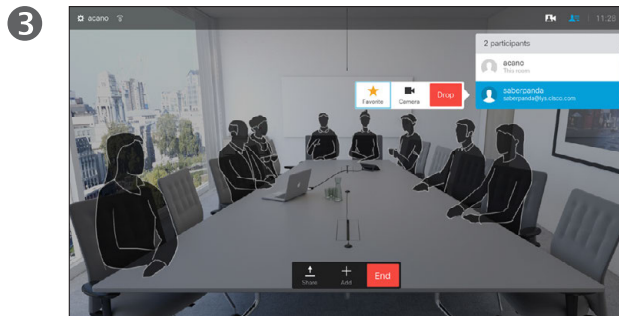 3
acano
11:28
2 participants
acano
This room
saberpanda
saberpanda@lys.cisco.com
Favorite
Camera
Drop
Share
Add
End